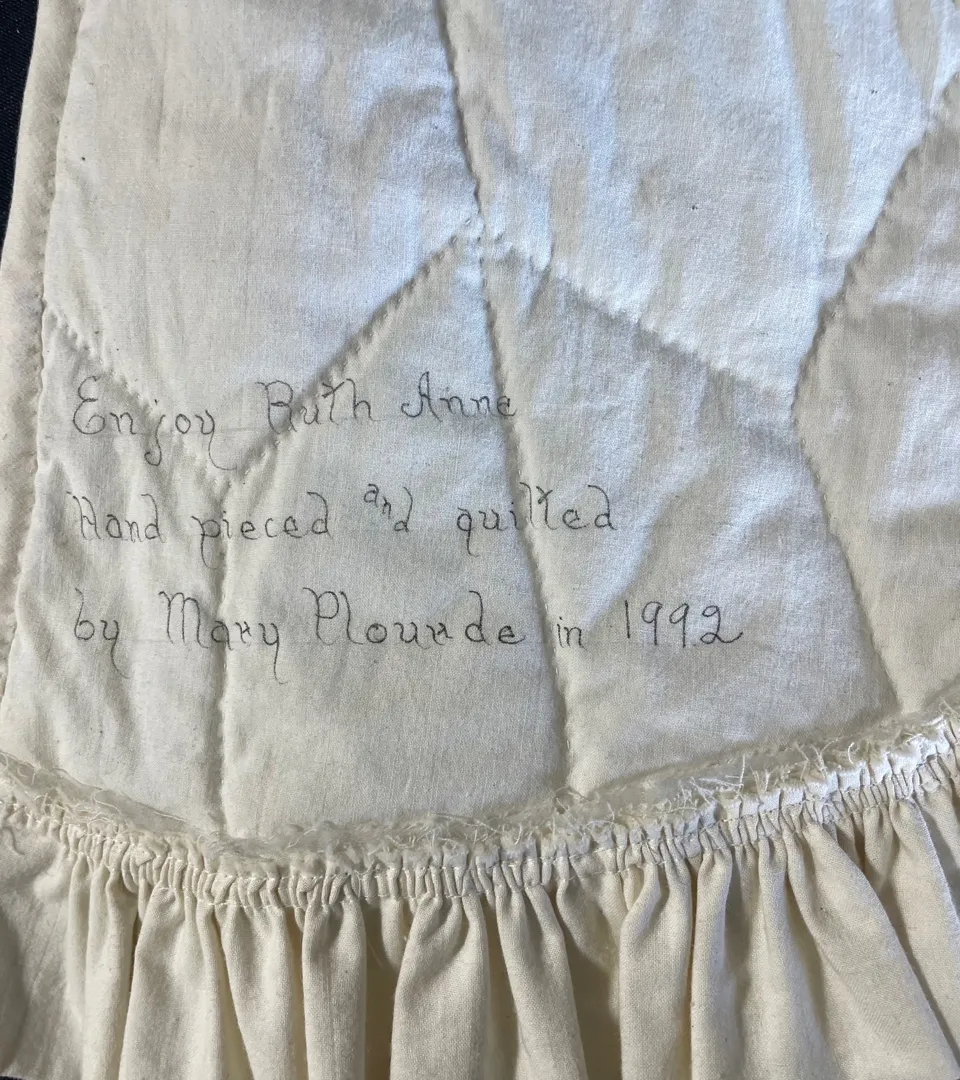 Enjoy Ruth Anne
Hand pieced and quilted
by Mary Plourde in 1992